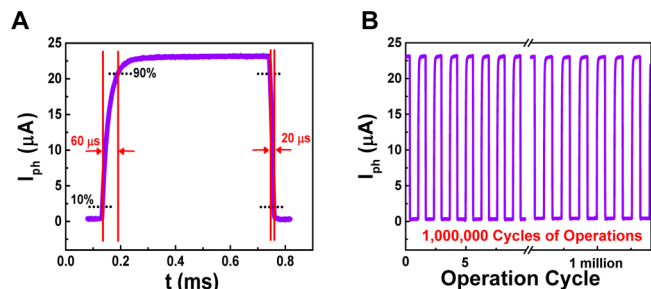 A
I_ph (μA)
25
20
15
10
5
0
90%
60 μs
20 μs
10%
0.0 0.2 0.4 0.6 0.8
t (ms)
B
I_ph (μA)
25
20
15
10
5
0
1,000,000 Cycles of Operations
0 5 1 million
Operation Cycle